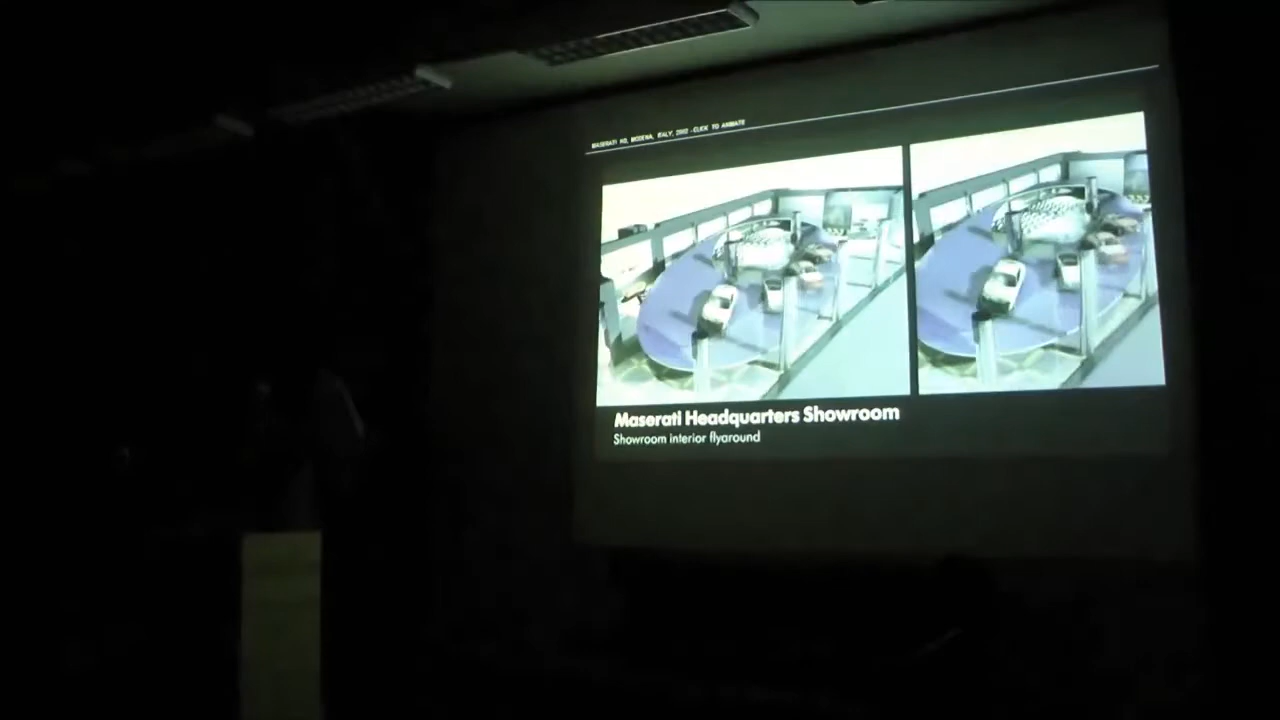 MASERATI HQ, MODENA, ITALY, 2002 - CLICK TO ANIMATE
Maserati Headquarters Showroom
Showroom interior flyaround